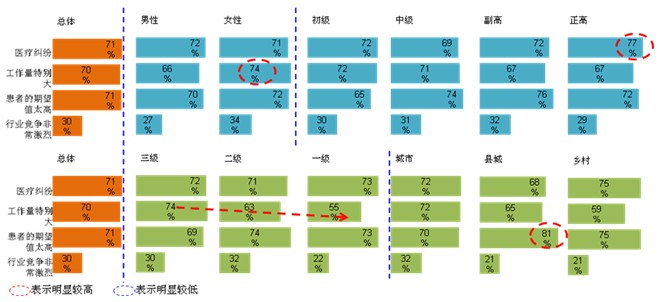 总体 男性 女性 初级 中级 副高 正高
医疗纠纷 71% 72% 71% 72% 69% 72% 77%
工作量特别大 70% 66% 74% 72% 71% 67% 67%
患者的期望值太高 71% 70% 72% 65% 74% 76% 72%
行业竞争非常激烈 30% 27% 34% 30% 31% 32% 29%
总体 三级 二级 一级 城市 县城 乡村
医疗纠纷 71% 72% 71% 73% 72% 68% 75%
工作量特别大 70% 74% 63% 55% 72% 65% 59%
患者的期望值太高 71% 69% 74% 73% 70% 81% 75%
行业竞争非常激烈 30% 30% 32% 22% 32% 21% 21%
表示明显较高 表示明显较低